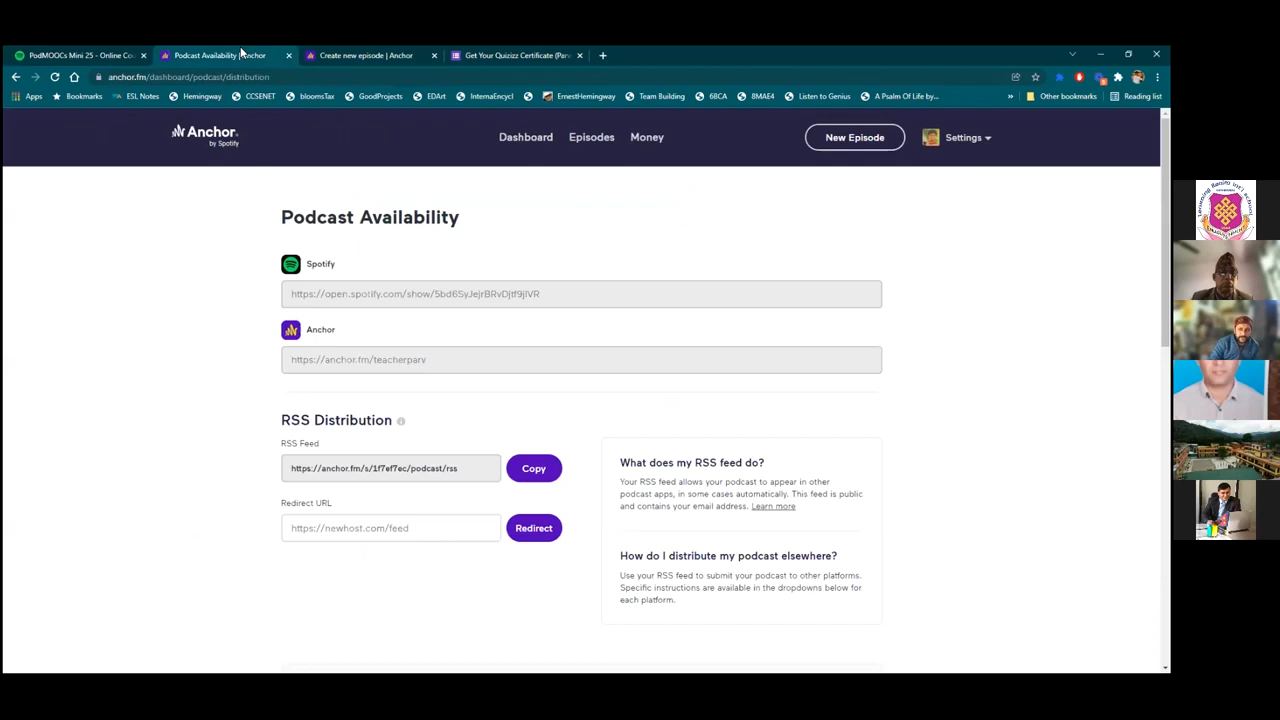 PodMOOCs Mini 25 - Online Co
Podcast Availability | Anchor
Create new episode | Anchor
Get Your Quizizz Certificate (Par
anchor.fm/dashboard/podcast/distribution
Apps
Bookmarks
ESL Notes
Hemingway
CCSENET
bloomsTax
GoodProjects
EDArt
InternaEncycl
ErnestHemingway
Team Building
6BCA
8MAE4
Listen to Genius
A Psalm Of Life by...
Other bookmarks
Reading list
Anchor
by Spotify
Dashboard
Episodes
Money
New Episode
Settings
Podcast Availability
Spotify
https://open.spotify.com/show/5bd6SyJejrBRvDjtf9jIVR
Anchor
https://anchor.fm/teacherparv
RSS Distribution
RSS Feed
https://anchor.fm/s/1f7ef7ec/podcast/rss
Copy
Redirect URL
https://newhost.com/feed
Redirect
What does my RSS feed do?
Your RSS feed allows your podcast to appear in other
podcast apps, in some cases automatically. This feed is public
and contains your email address. Learn more
How do I distribute my podcast elsewhere?
Use your RSS feed to submit your podcast to other platforms.
Specific instructions are available in the dropdowns below for
each platform.